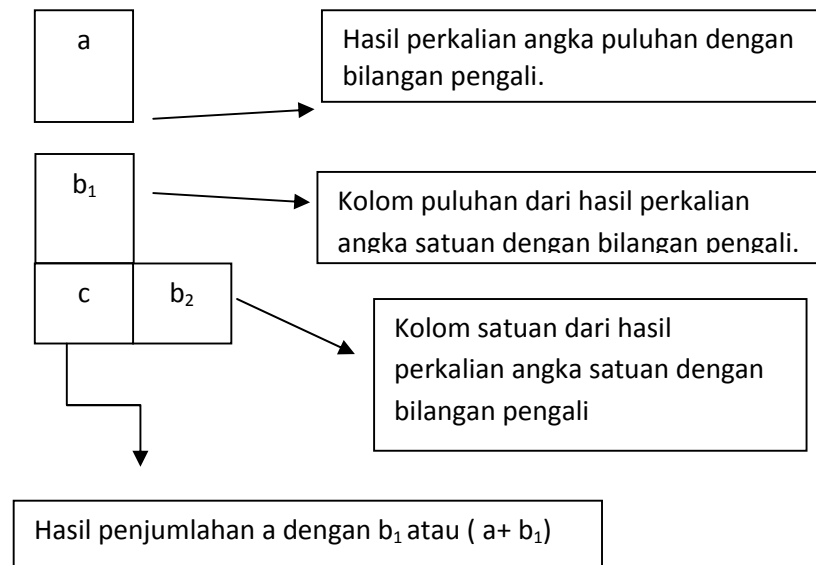 a
Hasil perkalian angka puluhan dengan
bilangan pengali.
b₁
Kolom puluhan dari hasil perkalian
angka satuan dengan bilangan pengali.
c
b₂
Kolom satuan dari hasil
perkalian angka satuan dengan
bilangan pengali
Hasil penjumlahan a dengan b₁ atau ( a+ b₁)